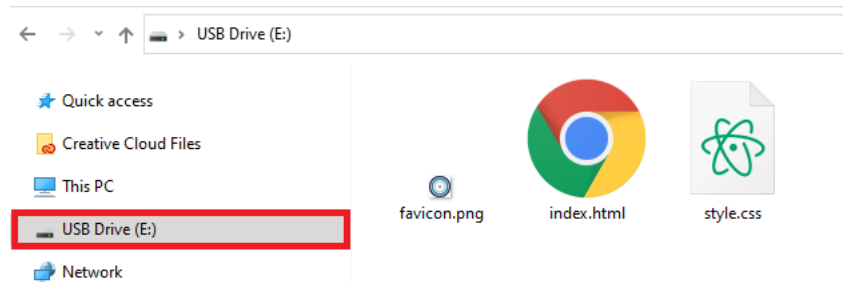 USB Drive (E:)
Quick access
Creative Cloud Files
This PC
USB Drive (E:)
Network
favicon.png
index.html
style.css